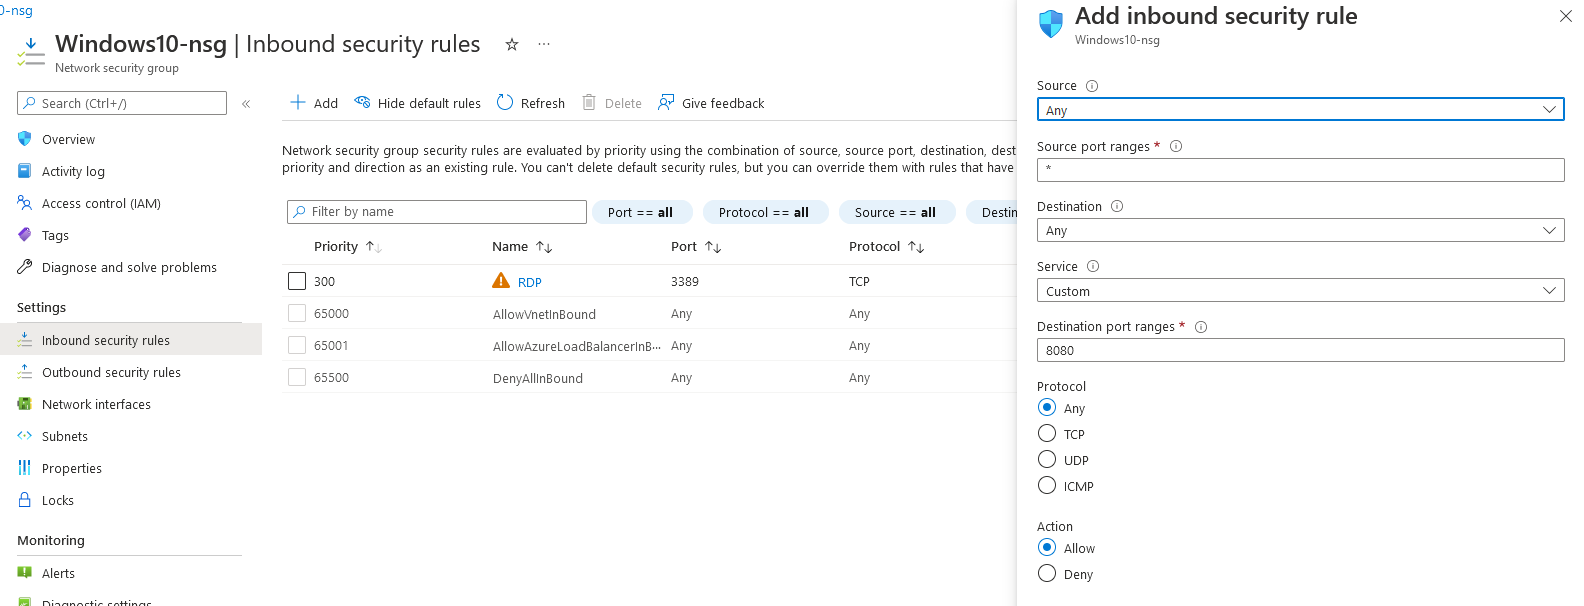 0-nsg
Windows10-nsg | Inbound security rules
Network security group
Search (Ctrl+/)
Overview
Activity log
Access control (IAM)
Tags
Diagnose and solve problems
Settings
Inbound security rules
Outbound security rules
Network interfaces
Subnets
Properties
Locks
Monitoring
Alerts
Diagnostic settings
Add Hide default rules Refresh Delete Give feedback
Network security group security rules are evaluated by priority using the combination of source, source port, destination, dest
priority and direction as an existing rule. You can't delete default security rules, but you can override them with rules that have
Filter by name Port == all Protocol == all Source == all Destin
Priority Name Port Protocol
300 RDP 3389 TCP
65000 AllowVnetInBound Any Any
65001 AllowAzureLoadBalancerInB... Any Any
65500 DenyAllInBound Any Any
Add inbound security rule
Windows10-nsg
Source
Any
Source port ranges *
*
Destination
Any
Service
Custom
Destination port ranges *
8080
Protocol
Any
TCP
UDP
ICMP
Action
Allow
Deny